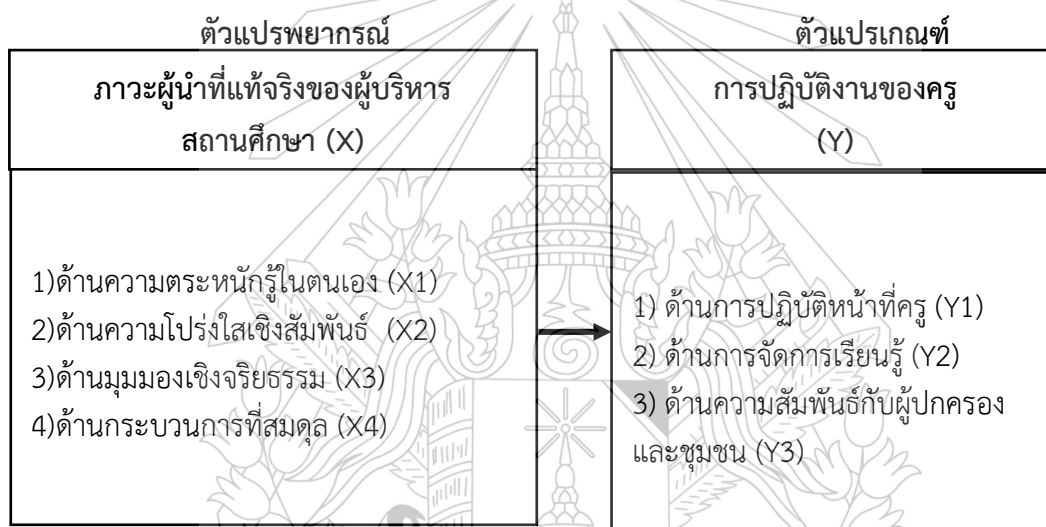 ตัวแปรพยากรณ์
ภาวะผู้นำที่แท้จริงของผู้บริหาร
สถานศึกษา (X)
1)ด้านความตระหนักรู้ในตนเอง (X1)
2)ด้านความโปร่งใสเชิงสัมพันธ์ (X2)
3)ด้านมุมมองเชิงจริยธรรม (X3)
4)ด้านกระบวนการที่สมดุล (X4)
ตัวแปรเกณฑ์
การปฏิบัติงานของครู
(Y)
1) ด้านการปฏิบัติหน้าที่ครู (Y1)
2) ด้านการจัดการเรียนรู้ (Y2)
3) ด้านความสัมพันธ์กับผู้ปกครอง
และชุมชน (Y3)